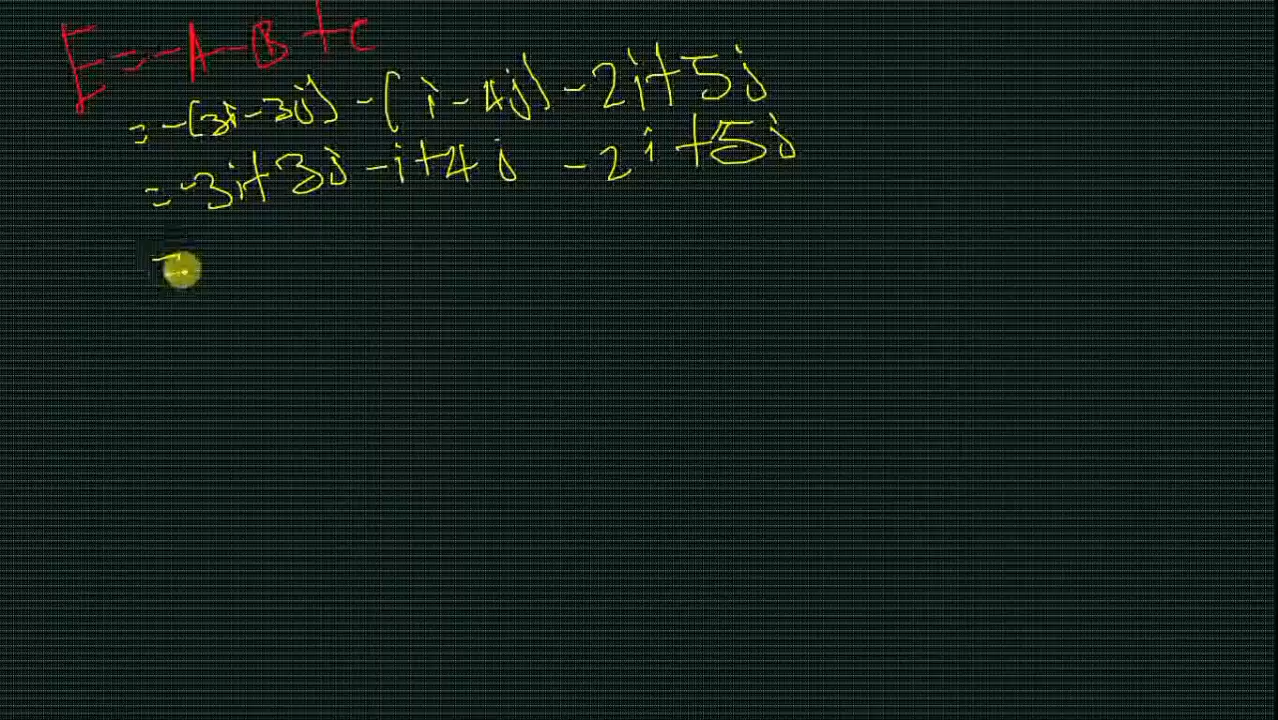 E = -A - B + C
= -(3i - 3j) - (i - 4j) - 2i + 5j
= -3i + 3j - i + 4j - 2i + 5j
=